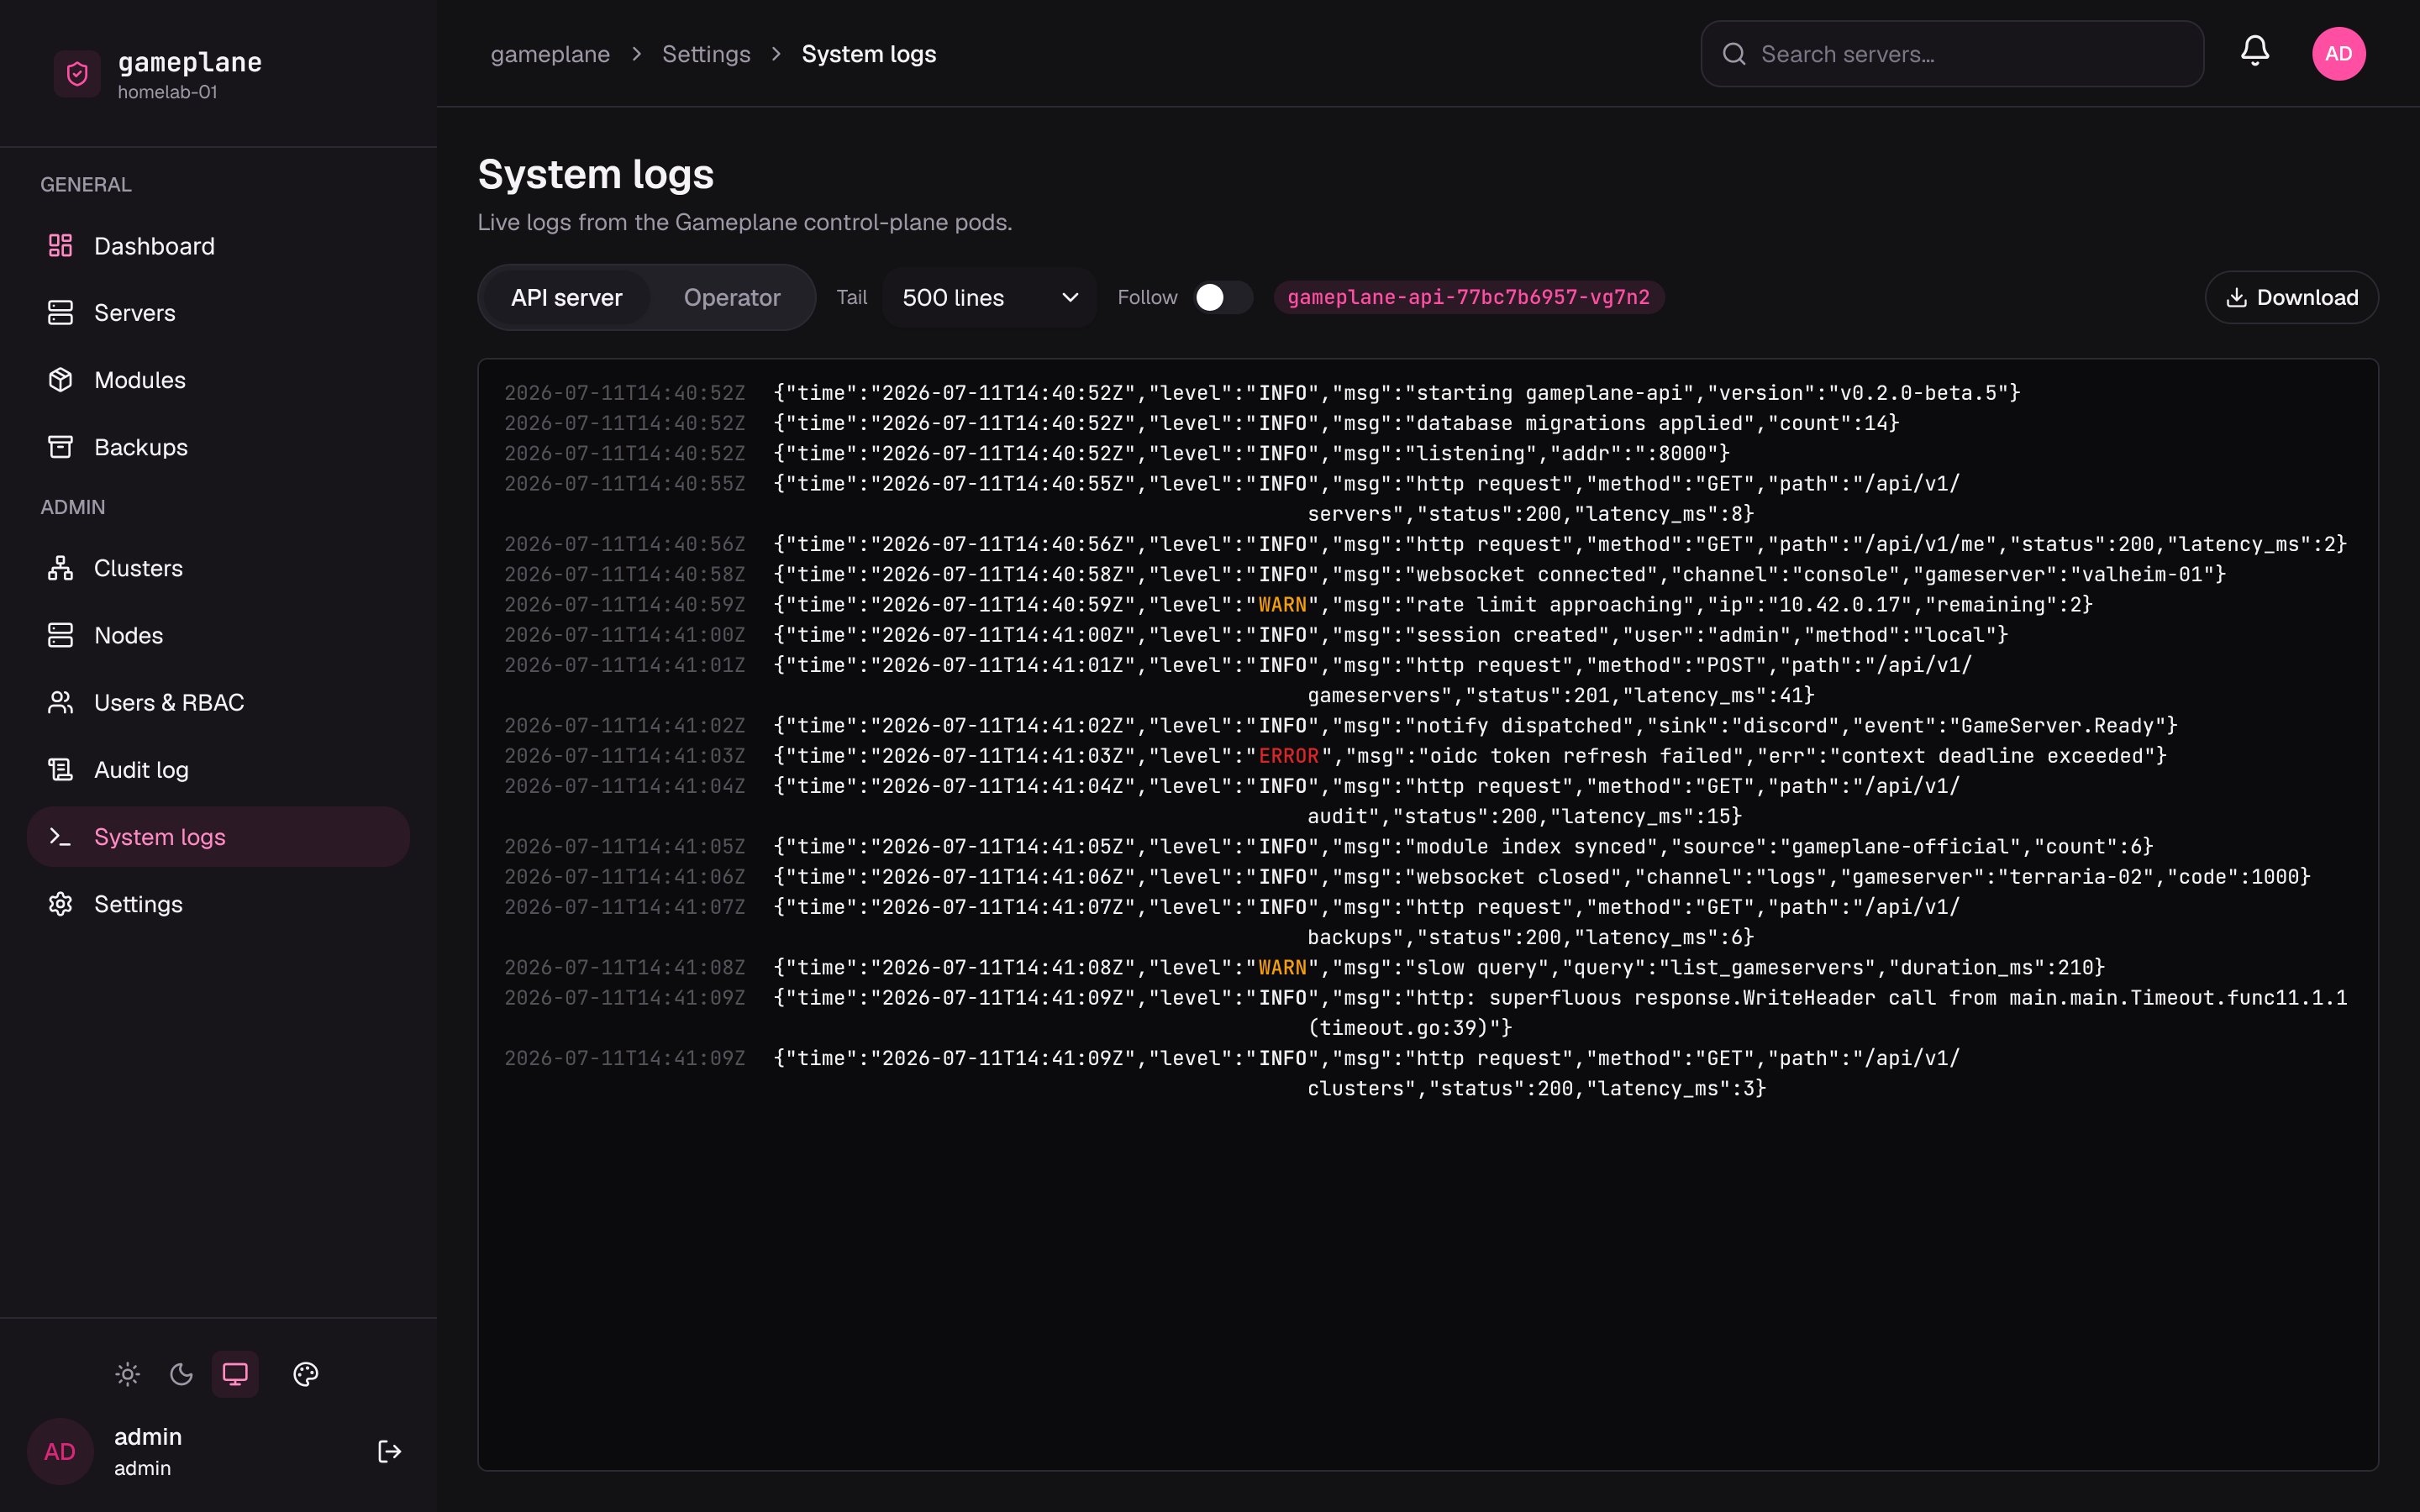 gameplane
homelab-01
GENERAL
Dashboard
Servers
Modules
Backups
ADMIN
Clusters
Nodes
Users & RBAC
Audit log
System logs
Settings
AD
admin
admin
gameplane > Settings > System logs
Search servers...
AD
System logs
Live logs from the Gameplane control-plane pods.
API server Operator Tail 500 lines Follow gameplane-api-77bc7b6957-vg7n2 Download
2026-07-11T14:40:52Z {"time":"2026-07-11T14:40:52Z","level":"INFO","msg":"starting gameplane-api","version":"v0.2.0-beta.5"}
2026-07-11T14:40:52Z {"time":"2026-07-11T14:40:52Z","level":"INFO","msg":"database migrations applied","count":14}
2026-07-11T14:40:52Z {"time":"2026-07-11T14:40:52Z","level":"INFO","msg":"listening","addr":":8000"}
2026-07-11T14:40:55Z {"time":"2026-07-11T14:40:55Z","level":"INFO","msg":"http request","method":"GET","path":"/api/v1/
servers","status":200,"latency_ms":8}
2026-07-11T14:40:56Z {"time":"2026-07-11T14:40:56Z","level":"INFO","msg":"http request","method":"GET","path":"/api/v1/me","status":200,"latency_ms":2}
2026-07-11T14:40:58Z {"time":"2026-07-11T14:40:58Z","level":"INFO","msg":"websocket connected","channel":"console","gameserver":"valheim-01"}
2026-07-11T14:40:59Z {"time":"2026-07-11T14:40:59Z","level":"WARN","msg":"rate limit approaching","ip":"10.42.0.17","remaining":2}
2026-07-11T14:41:00Z {"time":"2026-07-11T14:41:00Z","level":"INFO","msg":"session created","user":"admin","method":"local"}
2026-07-11T14:41:01Z {"time":"2026-07-11T14:41:01Z","level":"INFO","msg":"http request","method":"POST","path":"/api/v1/
gameservers","status":201,"latency_ms":41}
2026-07-11T14:41:02Z {"time":"2026-07-11T14:41:02Z","level":"INFO","msg":"notify dispatched","sink":"discord","event":"GameServer.Ready"}
2026-07-11T14:41:03Z {"time":"2026-07-11T14:41:03Z","level":"ERROR","msg":"oidc token refresh failed","err":"context deadline exceeded"}
2026-07-11T14:41:04Z {"time":"2026-07-11T14:41:04Z","level":"INFO","msg":"http request","method":"GET","path":"/api/v1/
audit","status":200,"latency_ms":15}
2026-07-11T14:41:05Z {"time":"2026-07-11T14:41:05Z","level":"INFO","msg":"module index synced","source":"gameplane-official","count":6}
2026-07-11T14:41:06Z {"time":"2026-07-11T14:41:06Z","level":"INFO","msg":"websocket closed","channel":"logs","gameserver":"terraria-02","code":1000}
2026-07-11T14:41:07Z {"time":"2026-07-11T14:41:07Z","level":"INFO","msg":"http request","method":"GET","path":"/api/v1/
backups","status":200,"latency_ms":6}
2026-07-11T14:41:08Z {"time":"2026-07-11T14:41:08Z","level":"WARN","msg":"slow query","query":"list_gameservers","duration_ms":210}
2026-07-11T14:41:09Z {"time":"2026-07-11T14:41:09Z","level":"INFO","msg":"http: superfluous response.WriteHeader call from main.main.Timeout.func11.1.1
(timeout.go:39)"}
2026-07-11T14:41:09Z {"time":"2026-07-11T14:41:09Z","level":"INFO","msg":"http request","method":"GET","path":"/api/v1/
clusters","status":200,"latency_ms":3}